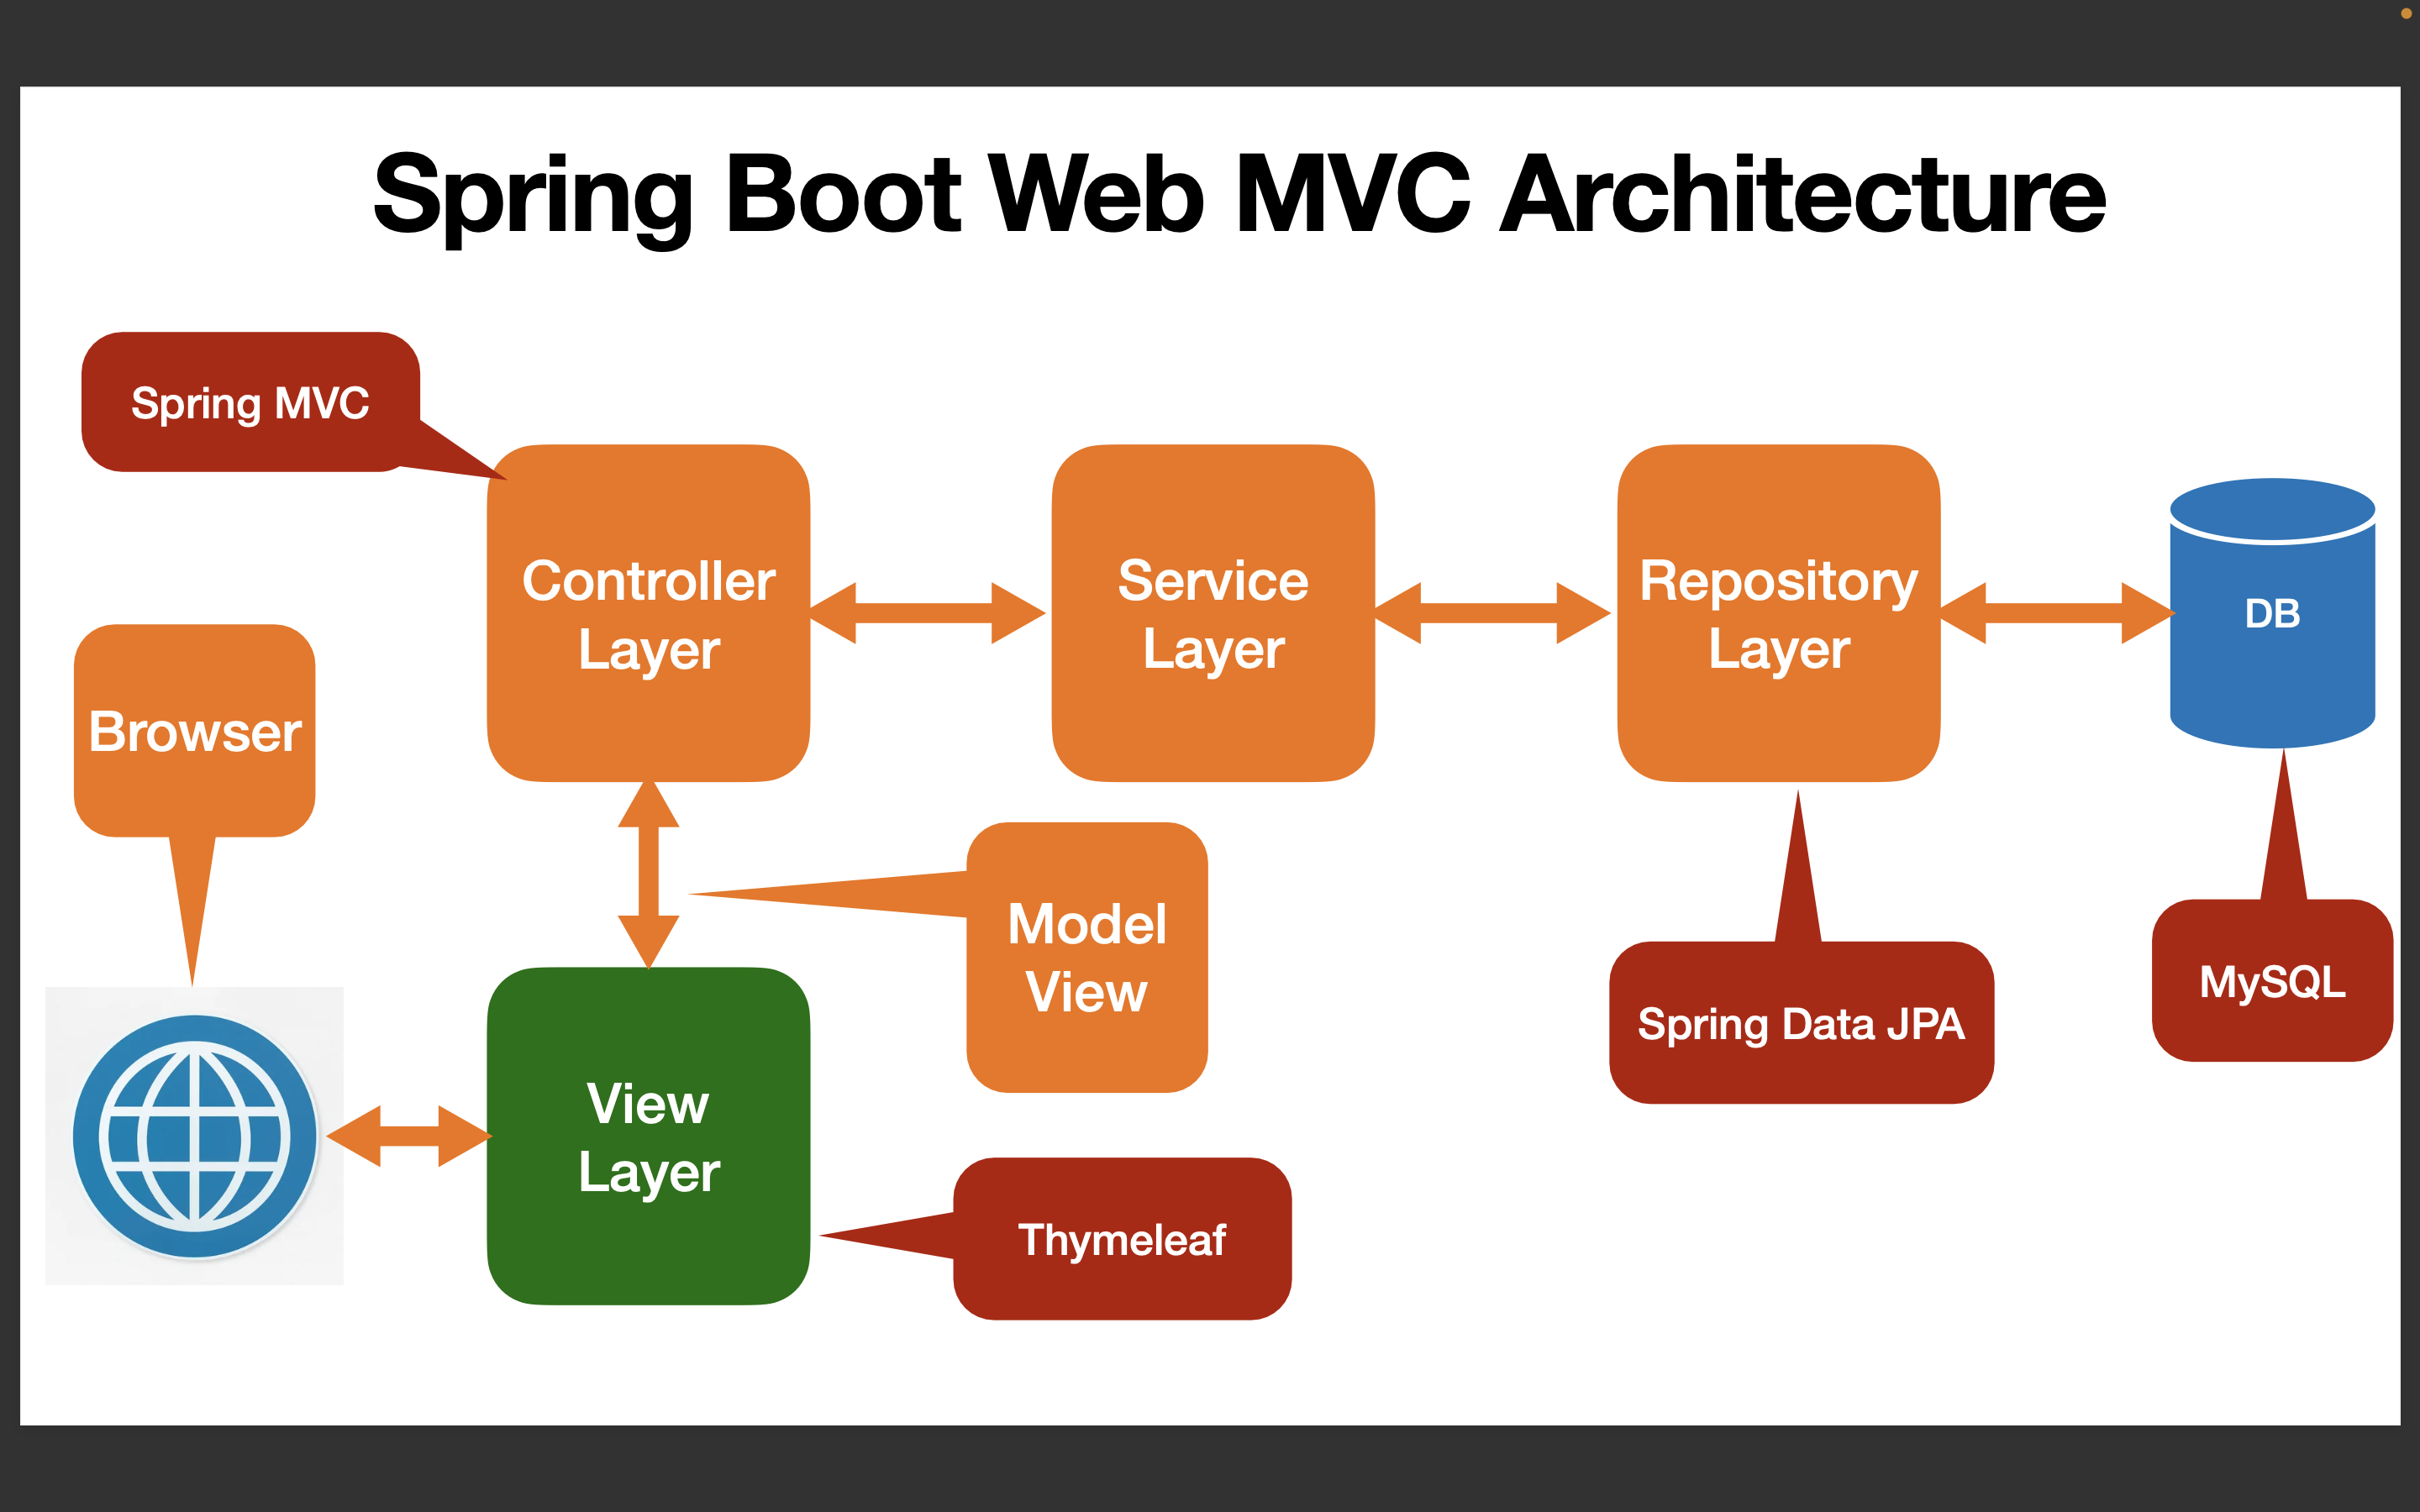 Spring Boot Web MVC Architecture
Spring MVC
Controller
Layer
Service
Layer
Repository
Layer
DB
Browser
Model
View
MySQL
Spring Data JPA
View
Layer
Thymeleaf